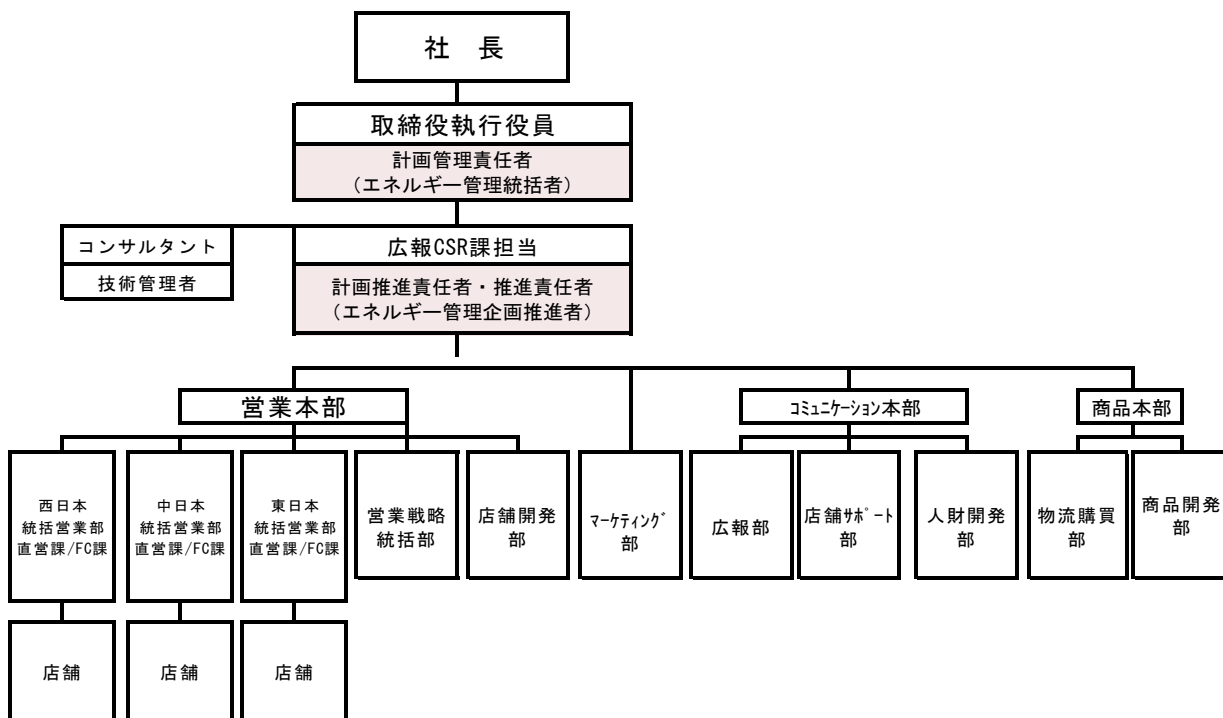 社　長
取締役執行役員
計画管理責任者
（エネルギー管理統括者）
コンサルタント
技術管理者
広報CSR課担当
計画推進責任者・推進責任者
（エネルギー管理企画推進者）
営業本部
ｺﾐｭﾆｹｰｼｮﾝ本部
商品本部
西日本
統括営業部
直営課/FC課
中日本
統括営業部
直営課/FC課
東日本
統括営業部
直営課/FC課
営業戦略
統括部
店舗開発
部
ﾏｰｹﾃｨﾝｸﾞ
部
広報部
店舗ｻﾎﾟｰﾄ
部
人財開発
部
物流購買
部
商品開発
部
店舗
店舗
店舗